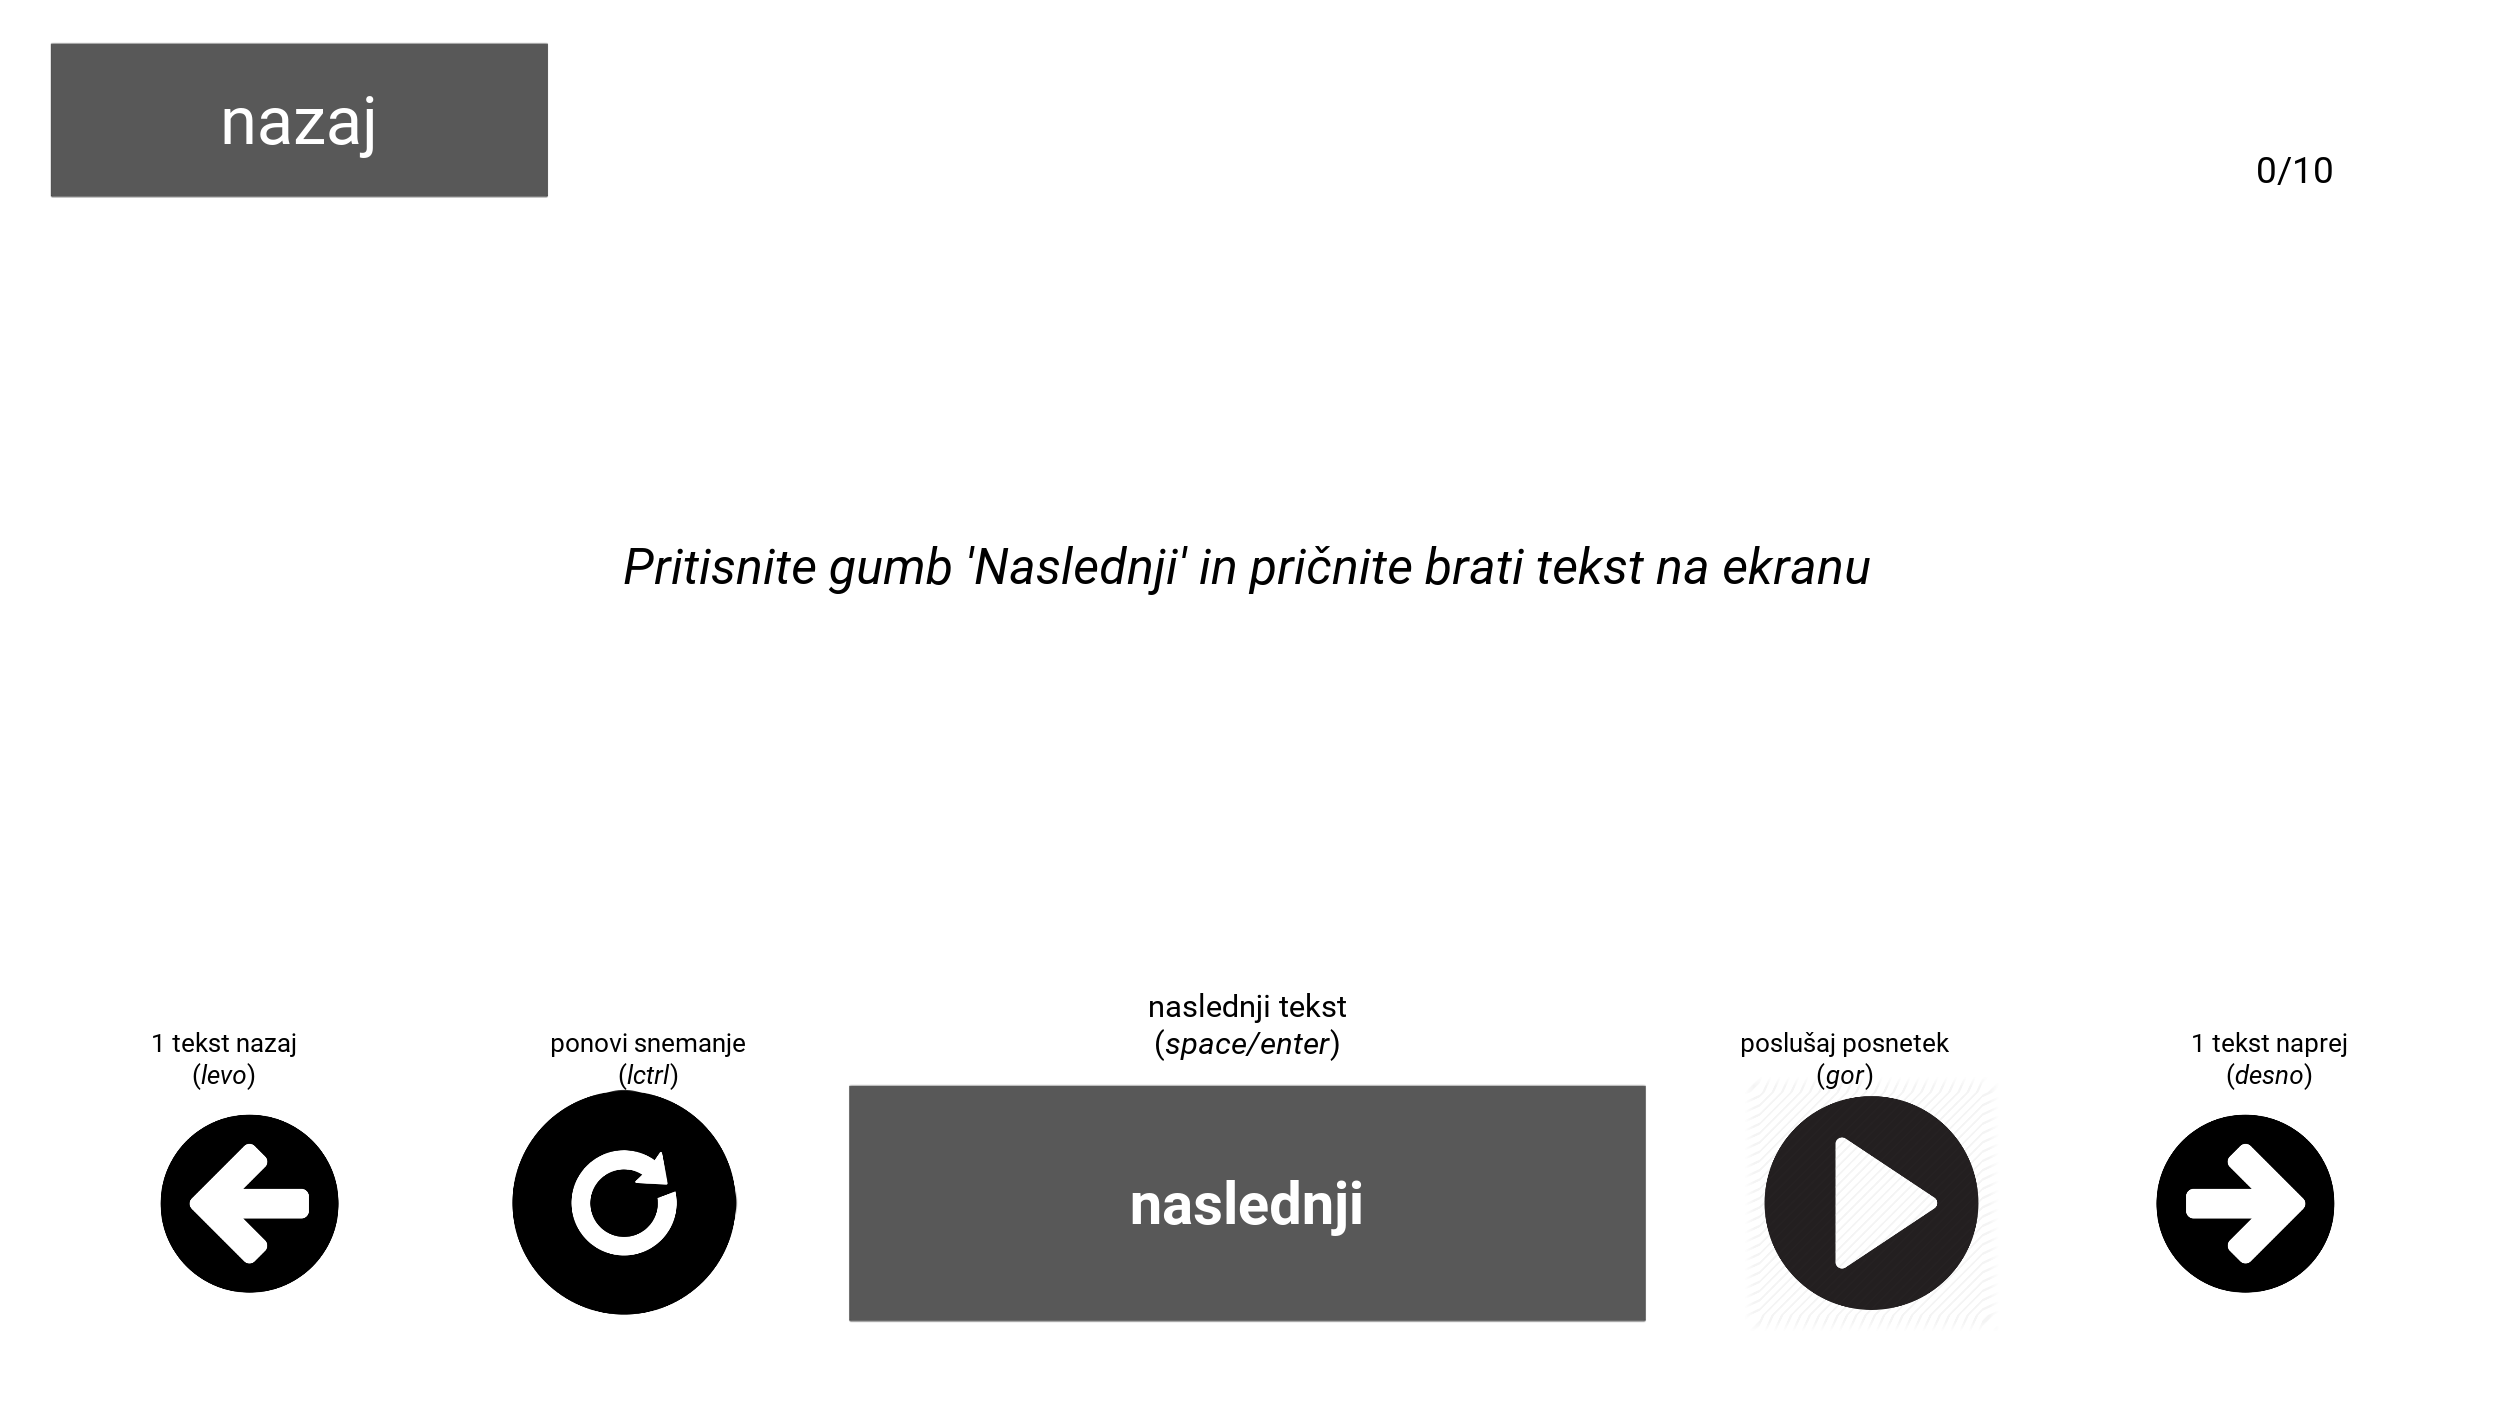 nazaj
0/10
Pritisnite gumb 'Naslednji' in pričnite brati tekst na ekranu
1 tekst nazaj
(levo)
ponovi snemanje
(lctrl)
naslednji tekst
(space/enter)
poslušaj posnetek
(gor)
1 tekst naprej
(desno)
naslednji